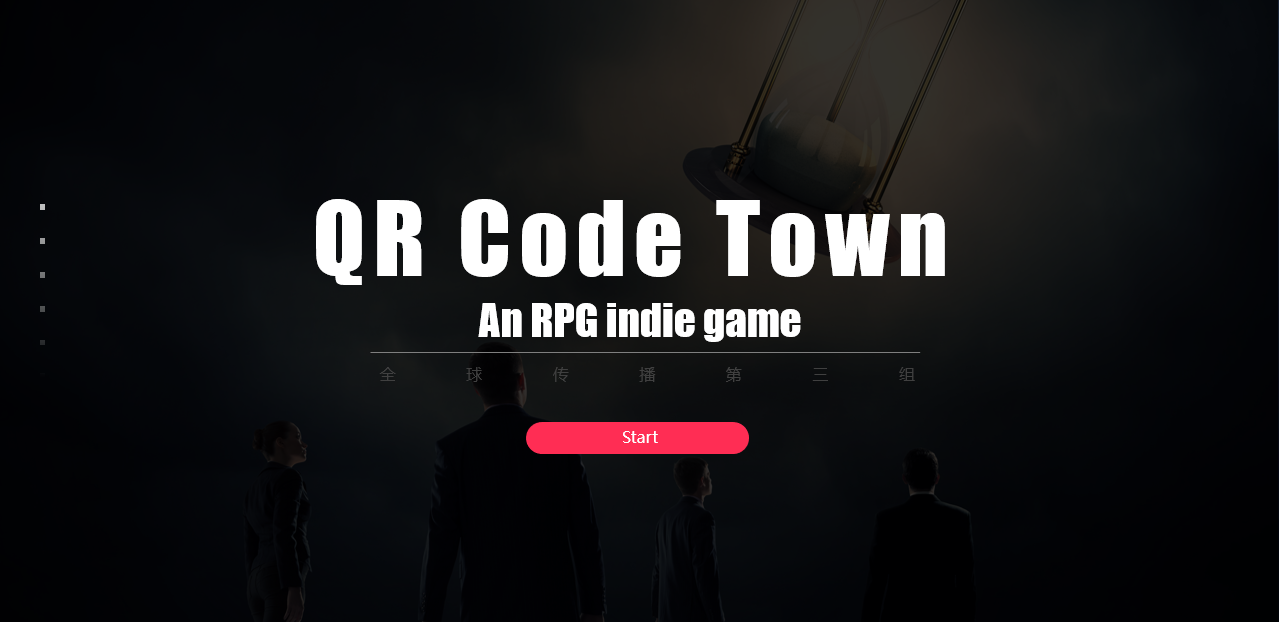 QR Code Town
An RPG indie game
全球传播第三组
Start